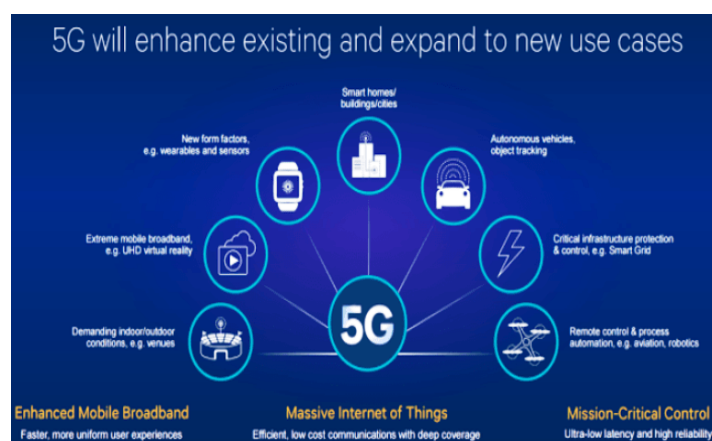 5G will enhance existing and expand to new use cases
Smart homes/
buildings/cities
New form factors,
e.g. wearables and sensors
Autonomous vehicles,
object tracking
Extreme mobile broadband,
e.g. UHD virtual reality
Critical infrastructure protection
& control, e.g. Smart Grid
Demanding indoor/outdoor
conditions, e.g. venues
5G
Remote control & process
automation, e.g. aviation, robotics
Enhanced Mobile Broadband
Faster, more uniform user experiences
Massive Internet of Things
Efficient, low cost communications with deep coverage
Mission-Critical Control
Ultra-low latency and high reliability